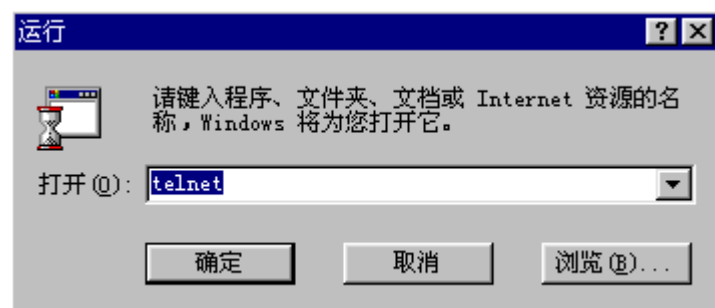 运行
请键入程序、文件夹、文档或 Internet 资源的名
称，Windows 将为您打开它。
打开(O): telnet
确定 取消 浏览(B)...